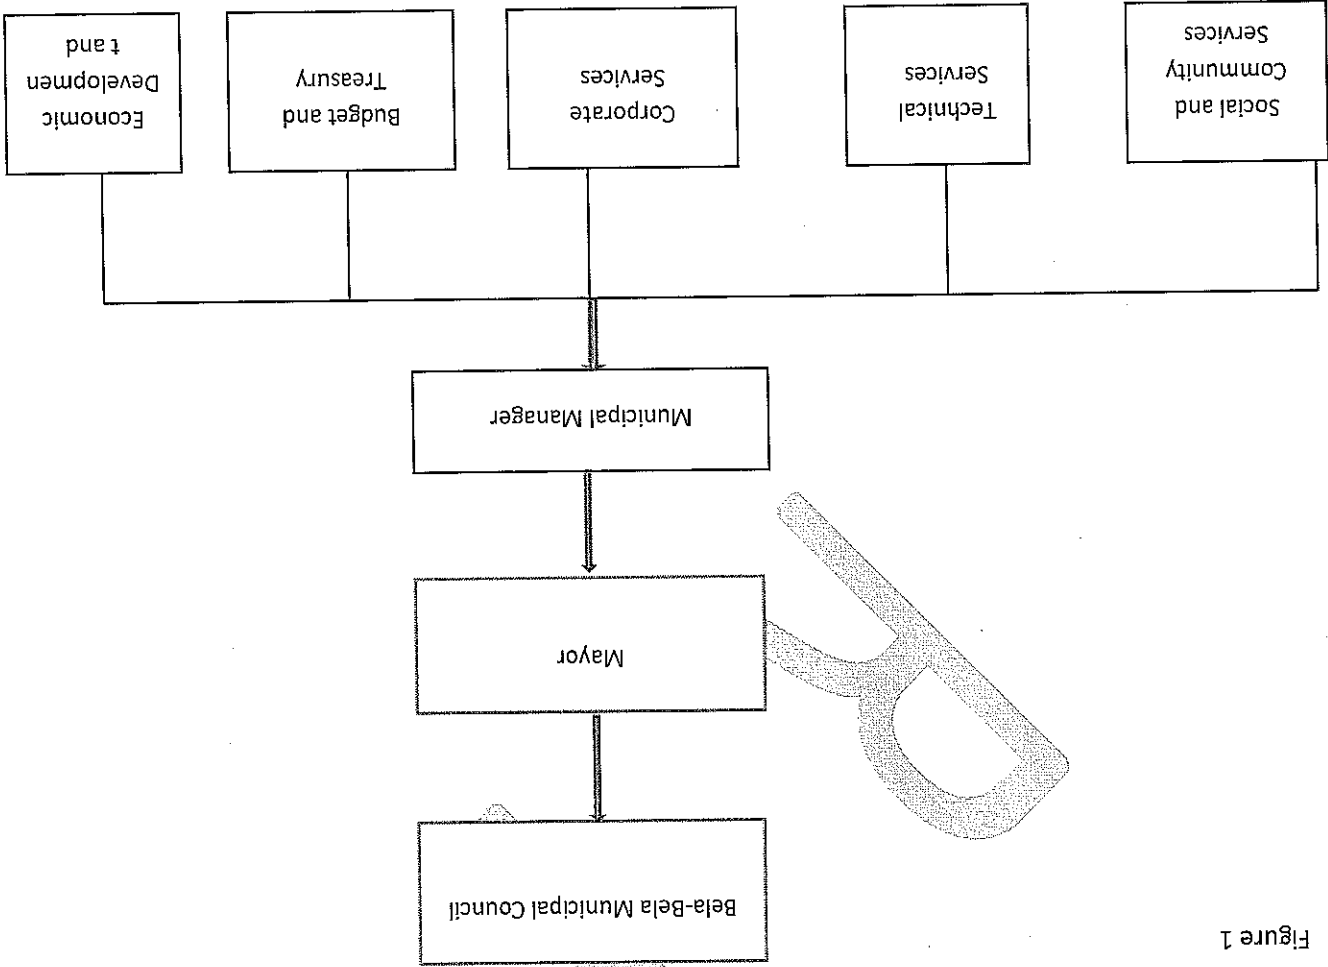 Figure 1
Bela-Bela Municipal Council
Mayor
Municipal Manager
Social and
Community
Services
Technical
Services
Corporate
Services
Budget and
Treasury
Economic
Developmen
t and